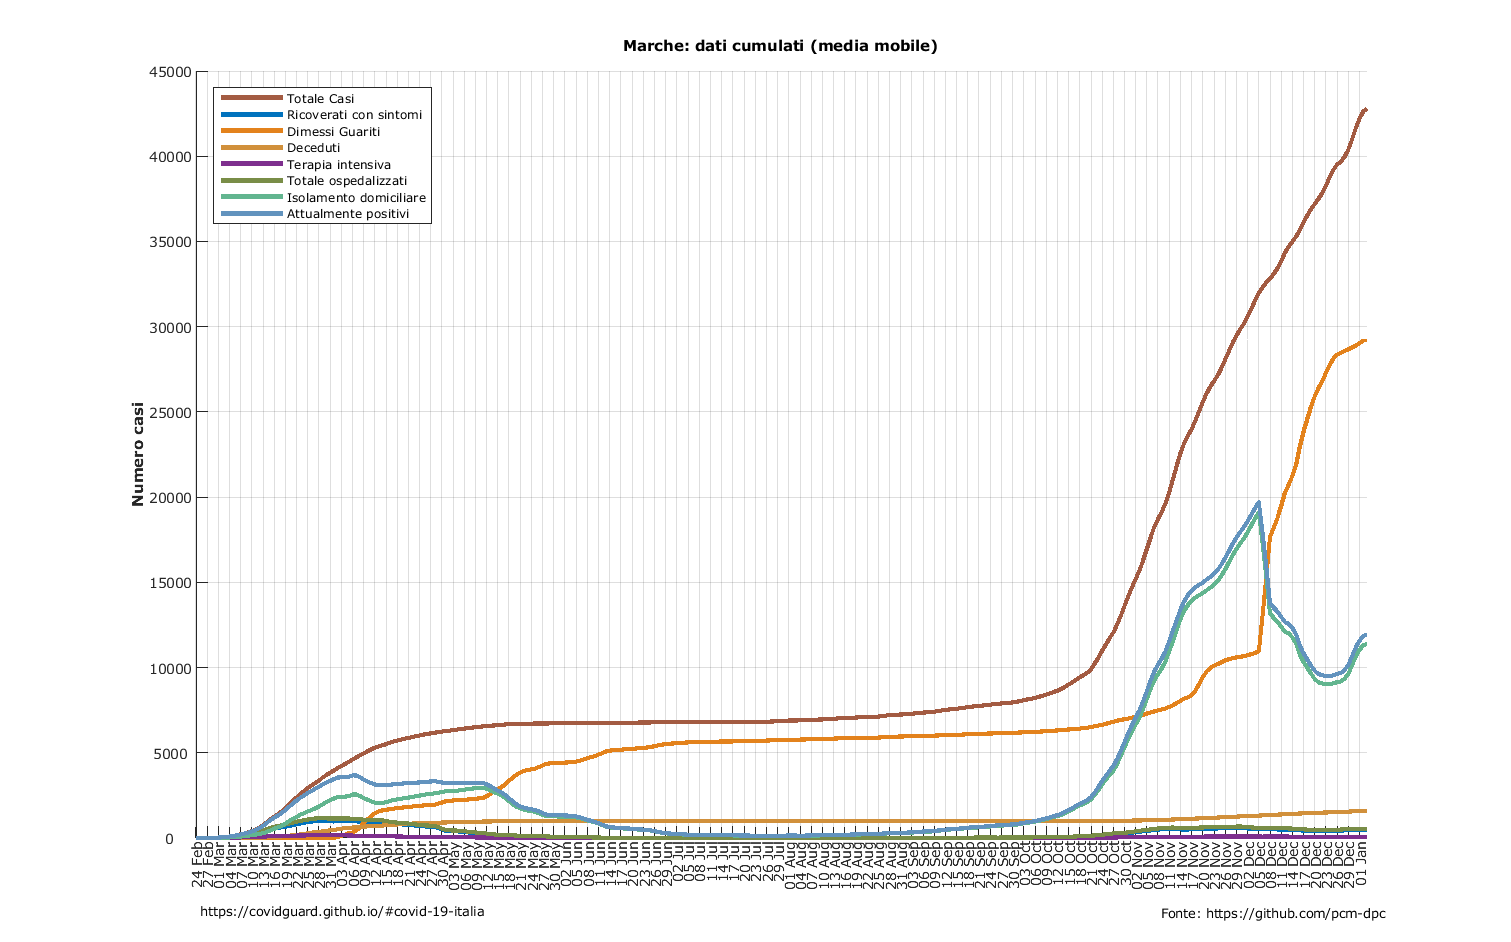 Marche: dati cumulati (media mobile)
45000
40000
35000
30000
25000
20000
15000
10000
5000
0
Numero casi
Totale Casi
Ricoverati con sintomi
Dimessi Guariti
Deceduti
Terapia intensiva
Totale ospedalizzati
Isolamento domiciliare
Attualmente positivi
24 Feb
27 Feb
01 Mar
04 Mar
07 Mar
10 Mar
13 Mar
16 Mar
19 Mar
22 Mar
25 Mar
28 Mar
31 Mar
03 Apr
06 Apr
09 Apr
12 Apr
15 Apr
18 Apr
21 Apr
24 Apr
27 Apr
30 Apr
03 May
06 May
09 May
12 May
15 May
18 May
21 May
24 May
27 May
30 May
02 Jun
05 Jun
08 Jun
11 Jun
14 Jun
17 Jun
20 Jun
23 Jun
26 Jun
29 Jun
02 Jul
05 Jul
08 Jul
11 Jul
14 Jul
17 Jul
20 Jul
23 Jul
26 Jul
29 Jul
01 Aug
04 Aug
07 Aug
10 Aug
13 Aug
16 Aug
19 Aug
22 Aug
25 Aug
28 Aug
31 Aug
03 Sep
06 Sep
09 Sep
12 Sep
15 Sep
18 Sep
21 Sep
24 Sep
27 Sep
30 Sep
03 Oct
06 Oct
09 Oct
12 Oct
15 Oct
18 Oct
21 Oct
24 Oct
27 Oct
30 Oct
02 Nov
05 Nov
08 Nov
11 Nov
14 Nov
17 Nov
20 Nov
23 Nov
26 Nov
29 Nov
02 Dec
05 Dec
08 Dec
11 Dec
14 Dec
17 Dec
20 Dec
23 Dec
26 Dec
29 Dec
01 Jan
https://covidguard.github.io/#covid-19-italia
Fonte: https://github.com/pcm-dpc